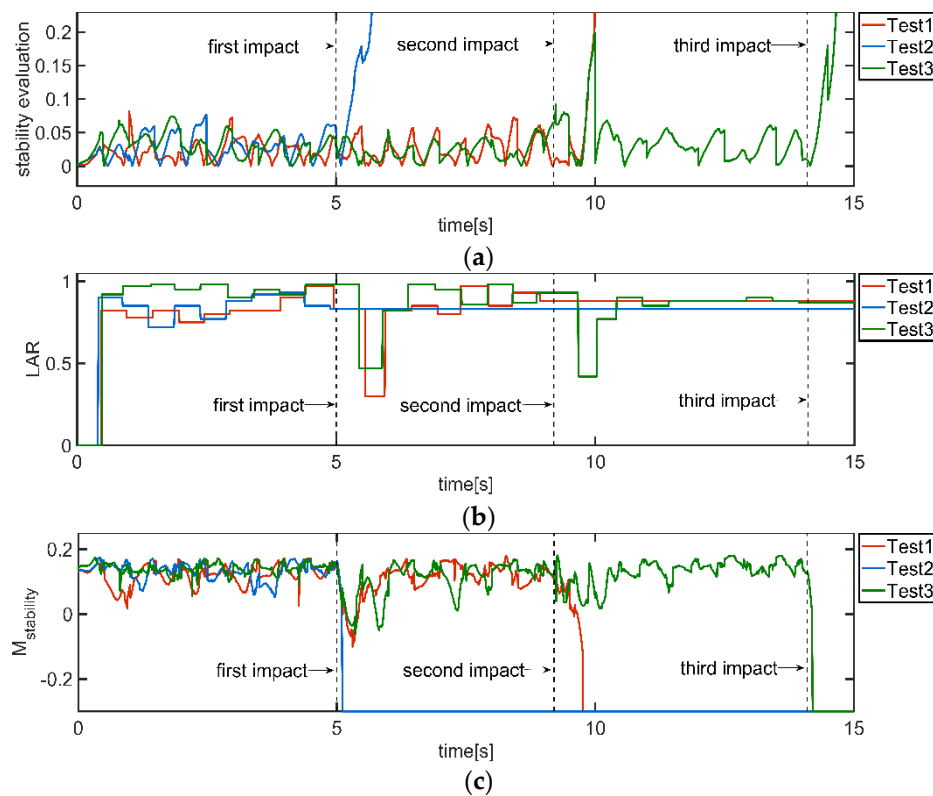 stability evaluation
0.2
0.15
0.1
0.05
0
first impact
second impact
third impact
Test1
Test2
Test3
0 5 10 15
time[s]
(a)
LAR
1
0.5
0
first impact
second impact
third impact
Test1
Test2
Test3
0 5 10 15
time[s]
(b)
M_stability
0.2
0
-0.2
first impact
second impact
third impact
Test1
Test2
Test3
0 5 10 15
time[s]
(c)